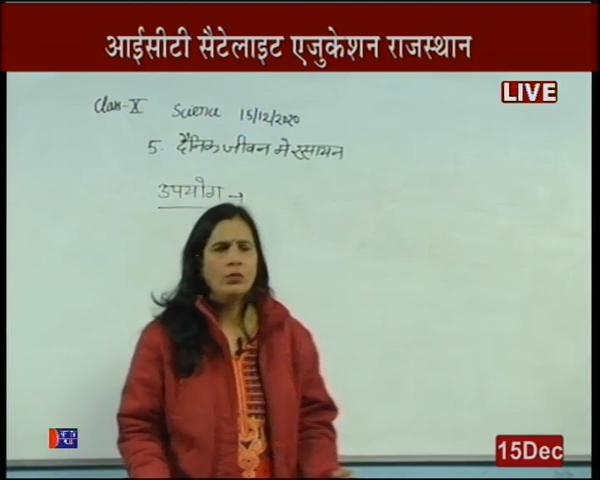 आईसीटी सैटेलाइट एजुकेशन राजस्थान
LIVE
Class-X Science 15/12/2020
5. दैनिक जीवन मे रसायन
उपयोग →
15Dec